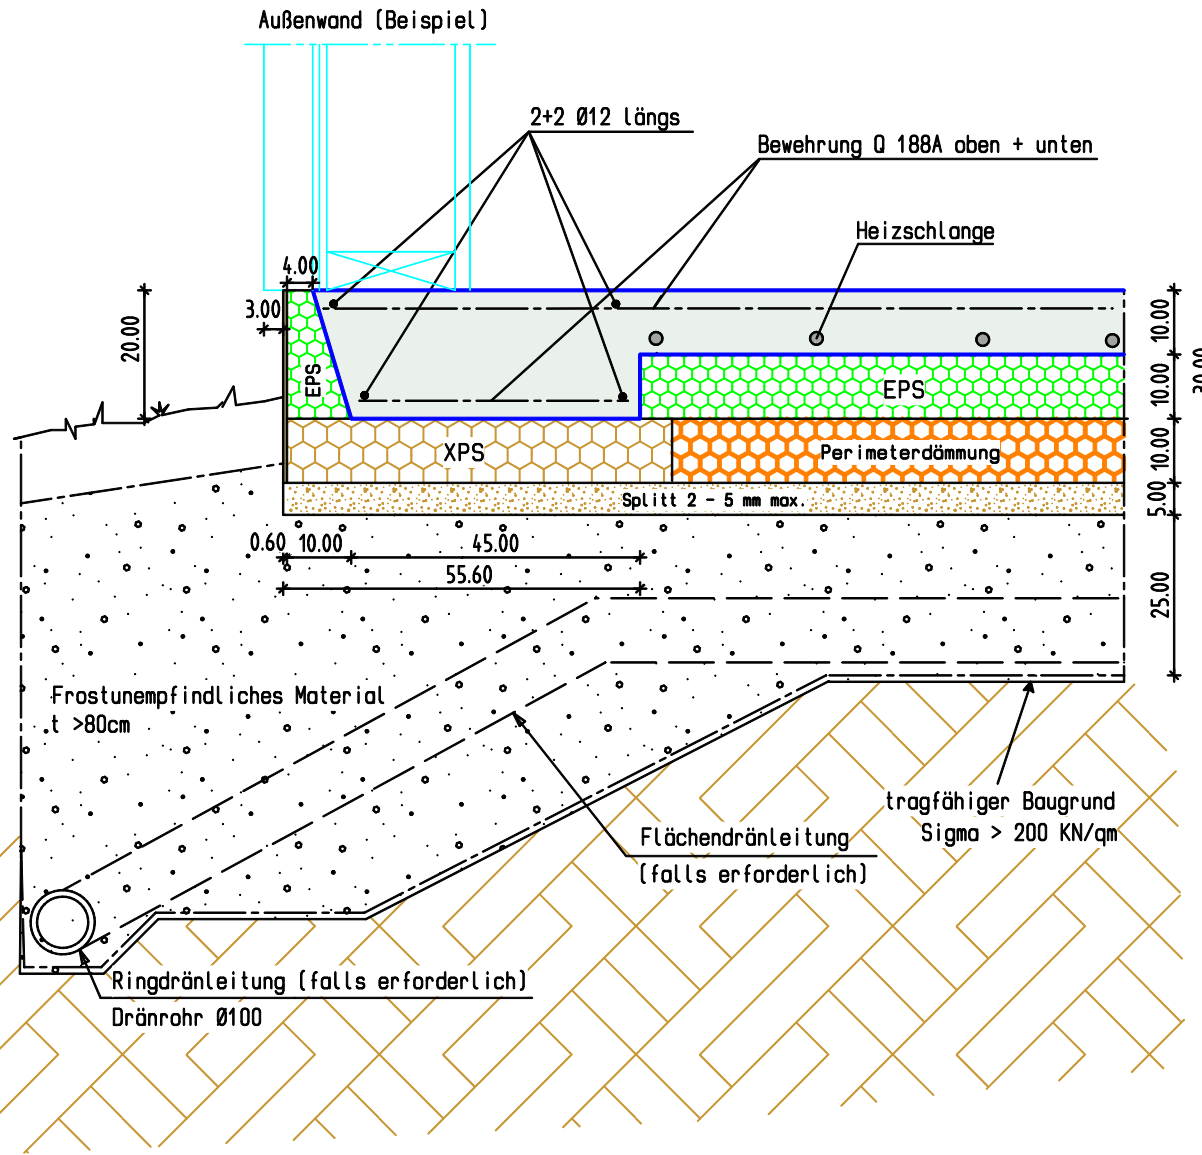 Außenwand (Beispiel)
2+2 Ø12 längs
Bewehrung Q 188A oben + unten
Heizschlange
4.00
3.00
20.00
10.00
10.00
10.00
5.00
25.00
30.00
EPS
EPS
XPS
Perimeterdämmung
Splitt 2 - 5 mm max.
0.60
10.00
45.00
55.60
Frostunempfindliches Material
t >80cm
tragfähiger Baugrund
Sigma > 200 KN/qm
Flächendränleitung
(falls erforderlich)
Ringdränleitung (falls erforderlich)
Dränrohr Ø100